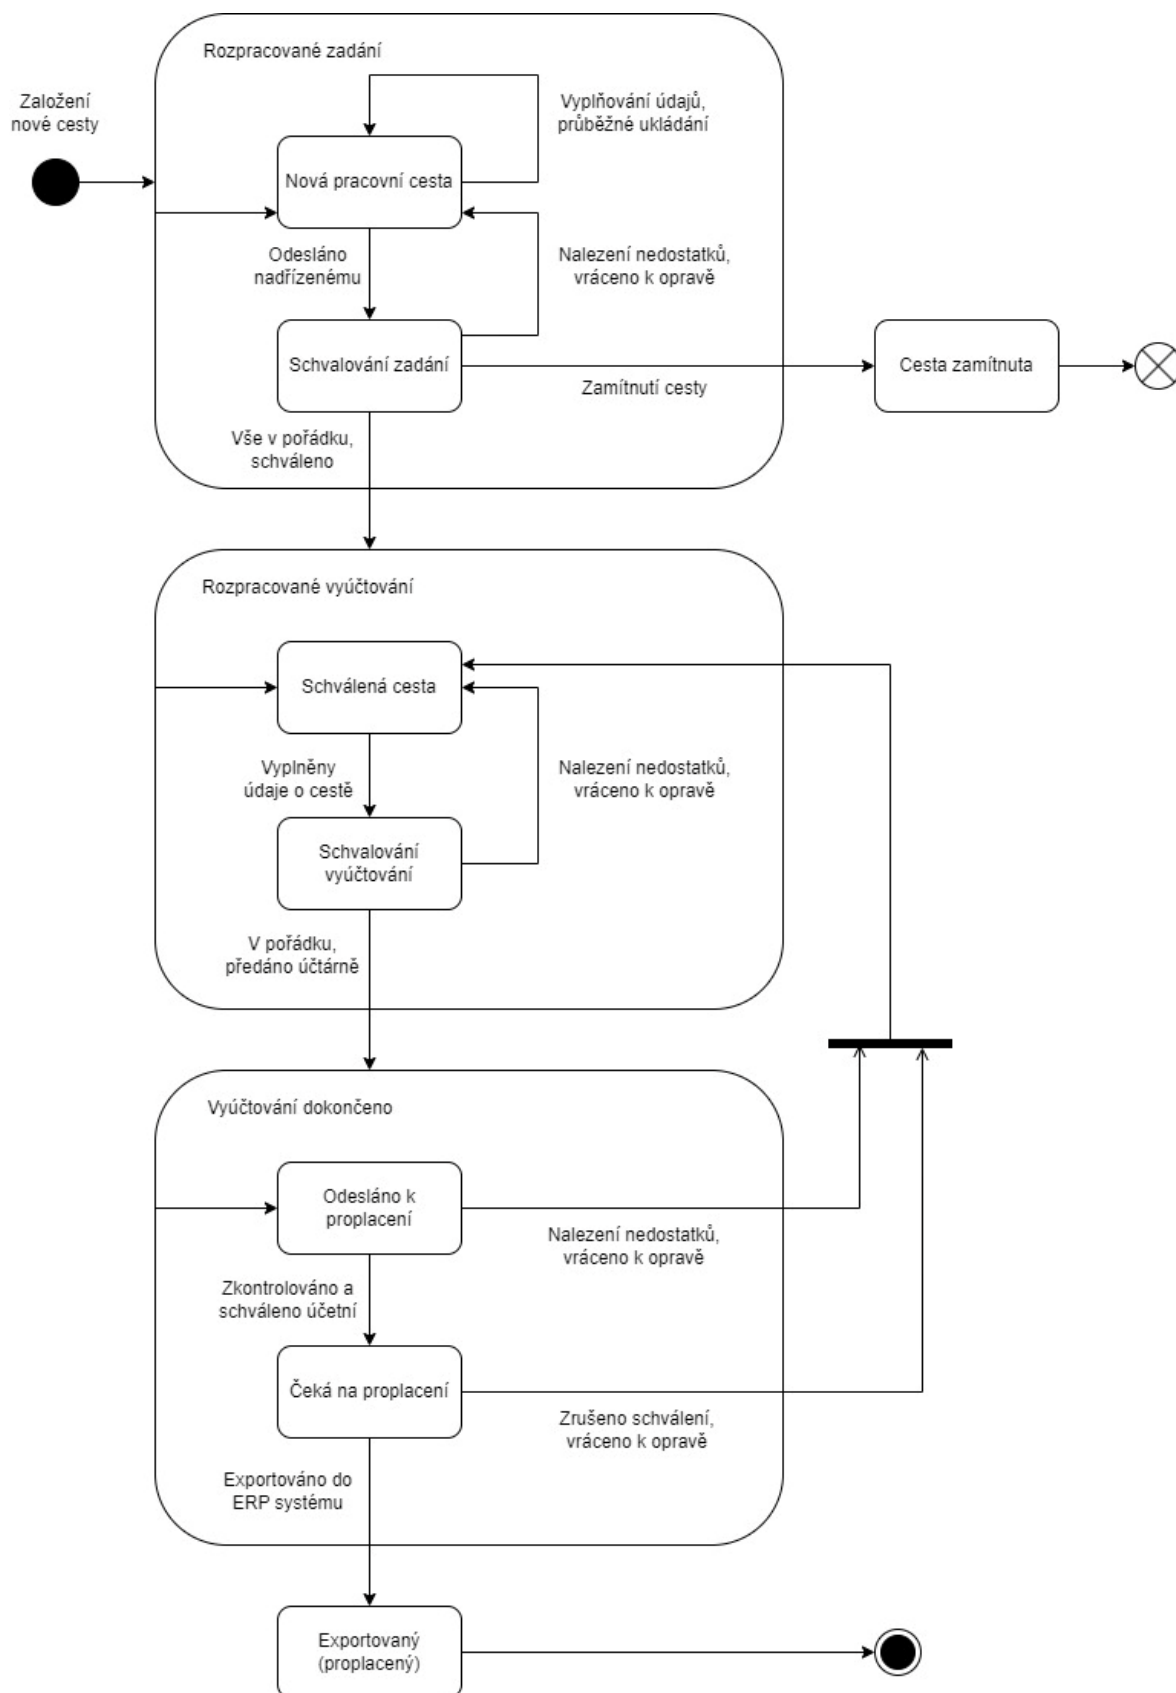 Rozpracované zadání
Založení
nové cesty
Vyplňování údajů,
průběžné ukládání
Nová pracovní cesta
Odesláno
nadřízenému
Nalezení nedostatků,
vráceno k opravě
Schvalování zadání
Zamítnutí cesty
Cesta zamítnuta
Vše v pořádku,
schváleno
Rozpracované vyúčtování
Schválená cesta
Vyplněny
údaje o cestě
Nalezení nedostatků,
vráceno k opravě
Schvalování
vyúčtování
V pořádku,
předáno účtárně
Vyúčtování dokončeno
Odesláno k
proplacení
Nalezení nedostatků,
vráceno k opravě
Zkontrolováno a
schváleno účetní
Čeká na proplacení
Zrušeno schválení,
vráceno k opravě
Exportováno do
ERP systému
Exportovaný
(proplacený)